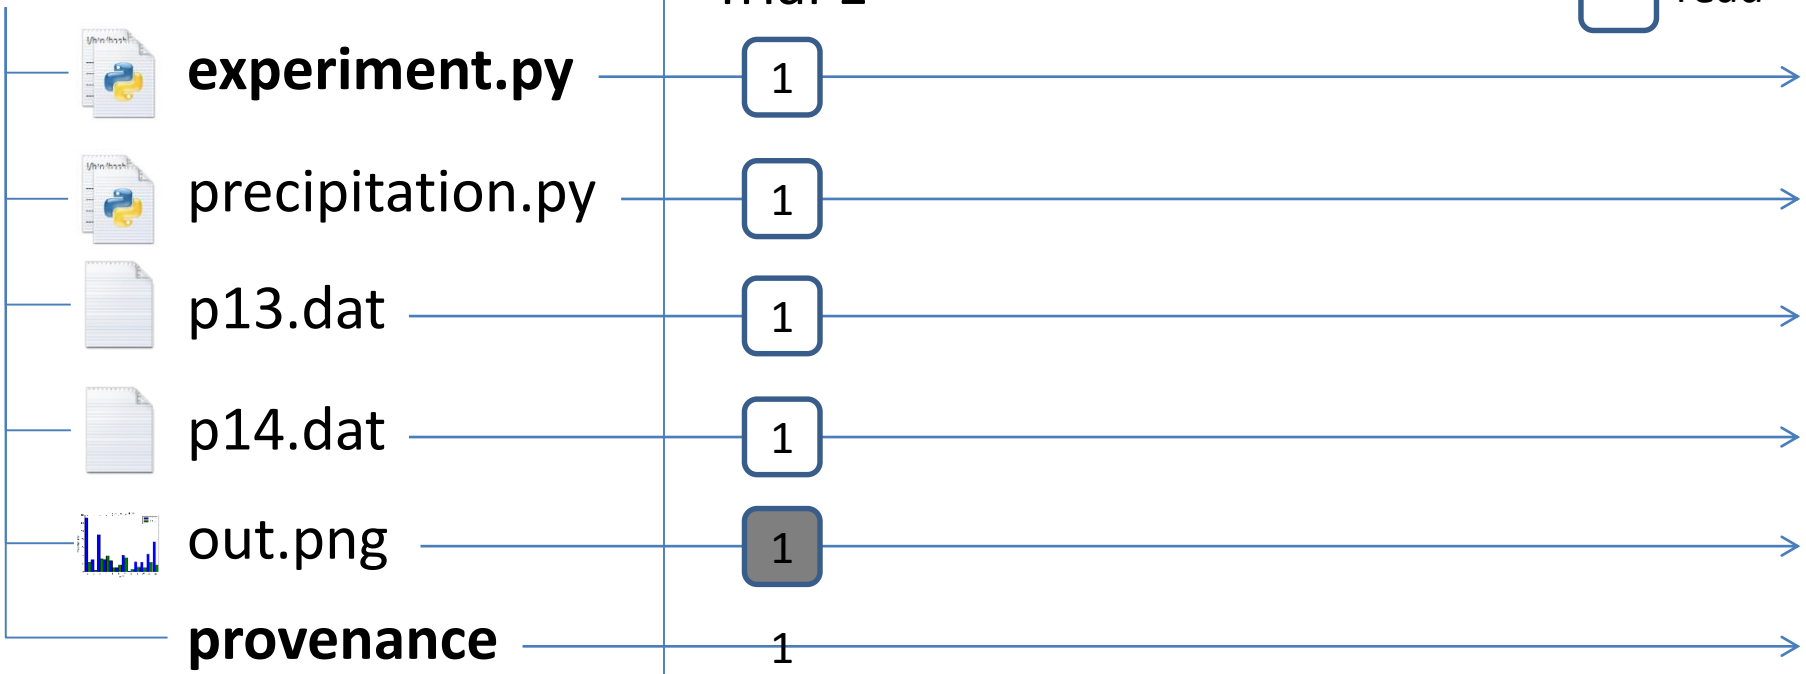 experiment.py 1
precipitation.py 1
p13.dat 1
p14.dat 1
out.png 1
provenance 1